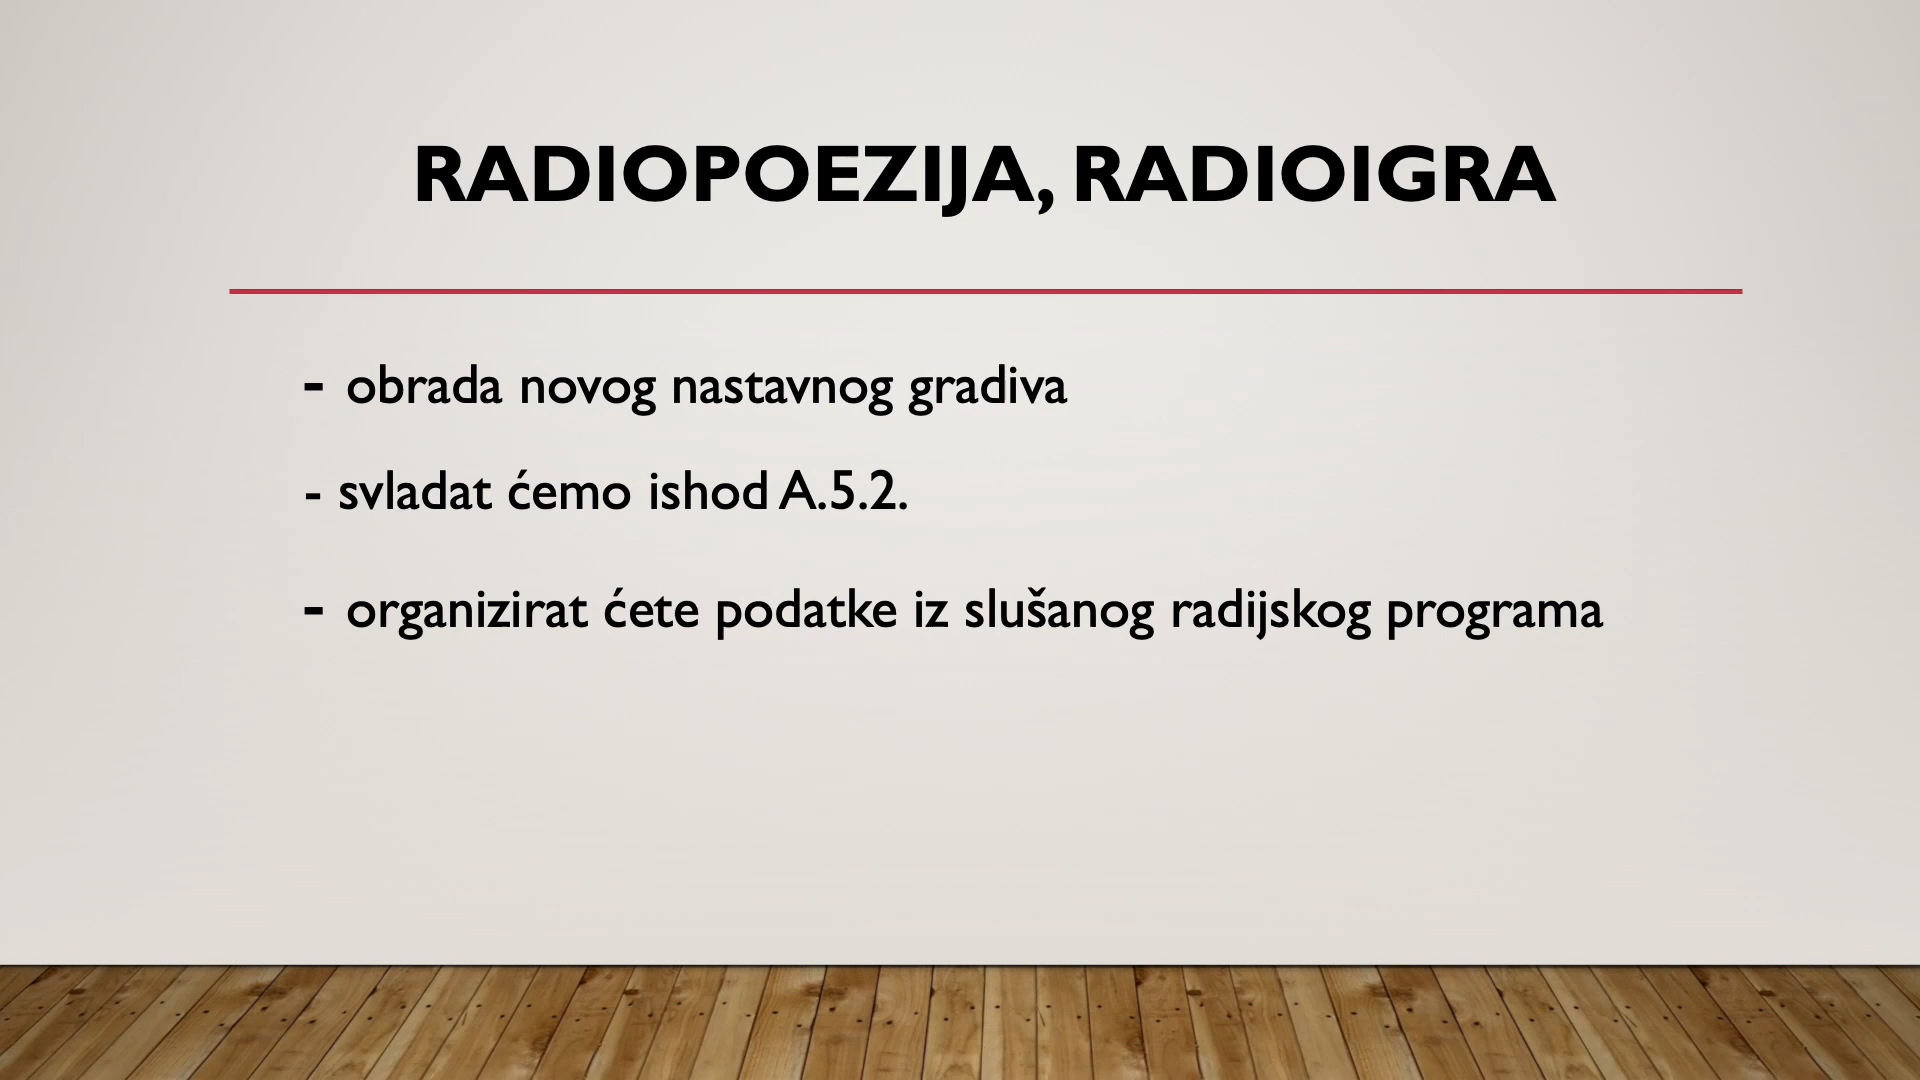 RADIOPOEZIJA, RADIOIGRA
- obrada novog nastavnog gradiva
- svladat ćemo ishod A.5.2.
- organizirat ćete podatke iz slušanog radijskog programa